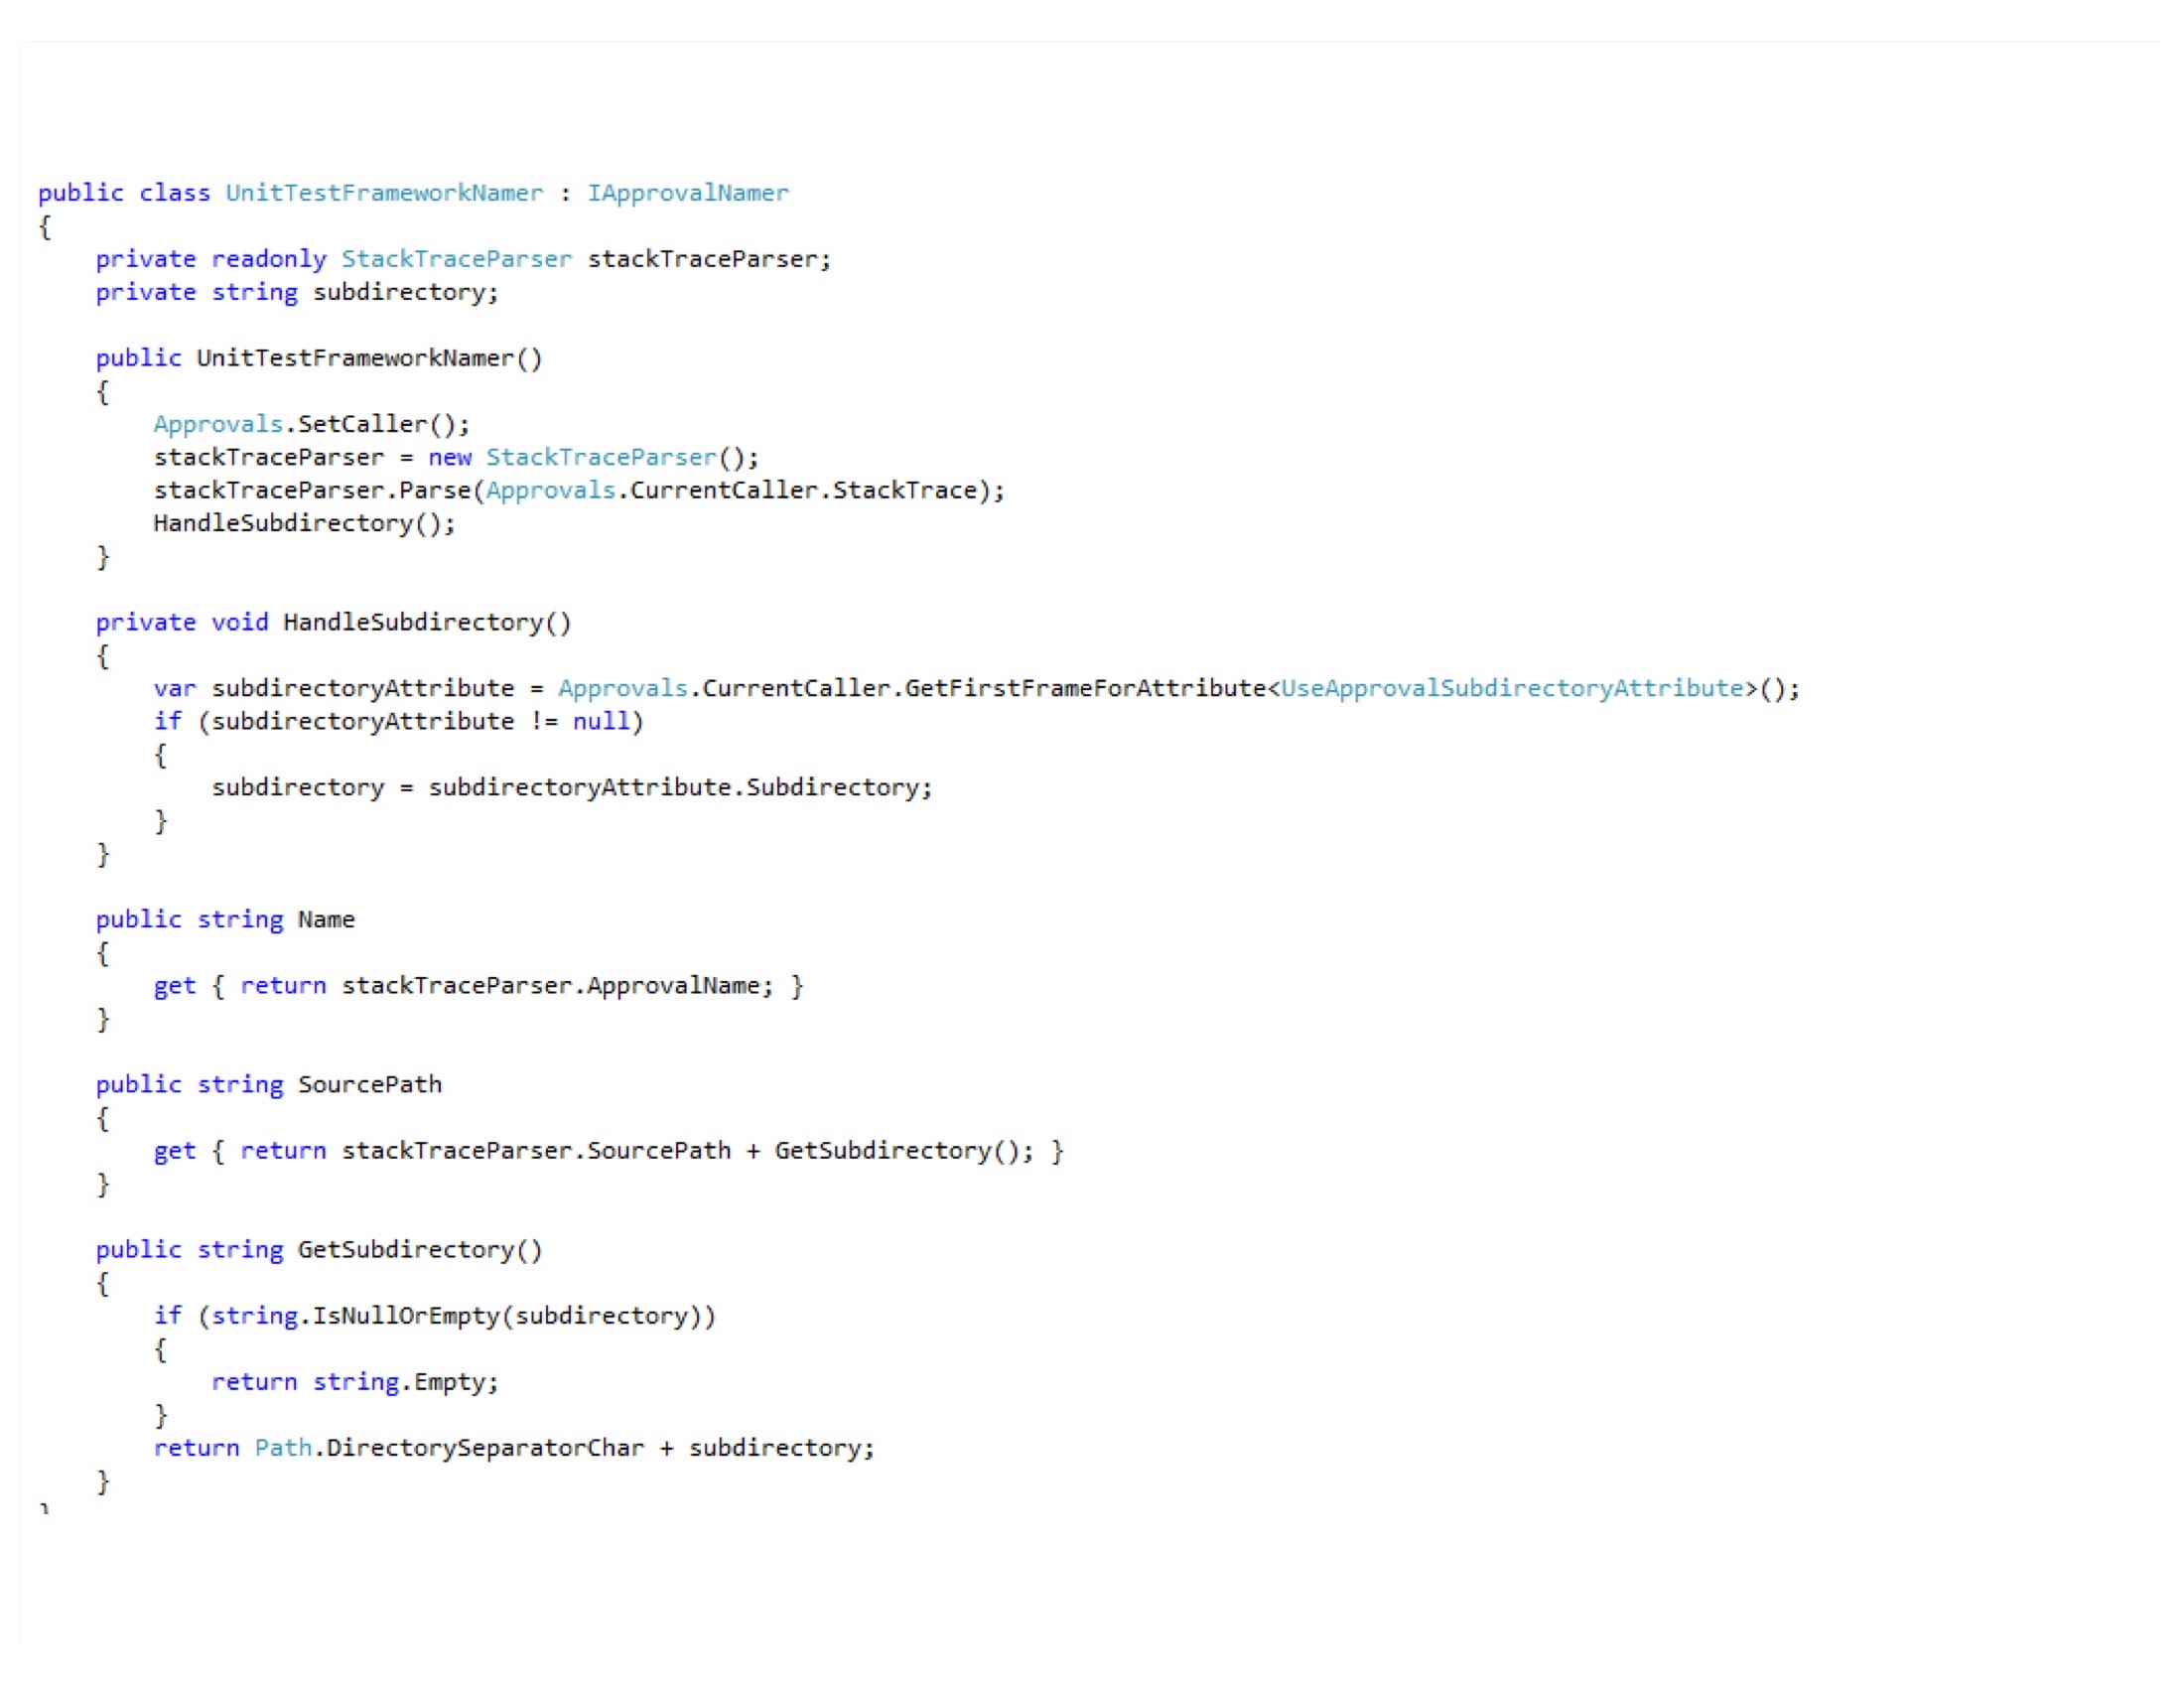 public class UnitTestFrameworkNamer : IApprovalNamer
{
    private readonly StackTraceParser stackTraceParser;
    private string subdirectory;

    public UnitTestFrameworkNamer()
    {
        Approvals.SetCaller();
        stackTraceParser = new StackTraceParser();
        stackTraceParser.Parse(Approvals.CurrentCaller.StackTrace);
        HandleSubdirectory();
    }

    private void HandleSubdirectory()
    {
        var subdirectoryAttribute = Approvals.CurrentCaller.GetFirstFrameForAttribute<UseApprovalSubdirectoryAttribute>();
        if (subdirectoryAttribute != null)
        {
            subdirectory = subdirectoryAttribute.Subdirectory;
        }
    }

    public string Name
    {
        get { return stackTraceParser.ApprovalName; }
    }

    public string SourcePath
    {
        get { return stackTraceParser.SourcePath + GetSubdirectory(); }
    }

    public string GetSubdirectory()
    {
        if (string.IsNullOrEmpty(subdirectory))
        {
            return string.Empty;
        }
        return Path.DirectorySeparatorChar + subdirectory;
    }
}